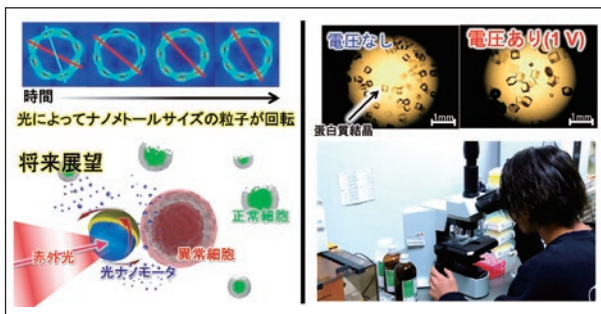 時間
光によってナノメトールサイズの粒子が回転
将来展望
正常細胞
異常細胞
赤外光
光ナノモータ
電圧なし
電圧あり(1 V)
1mm
1mm
蛋白質結晶